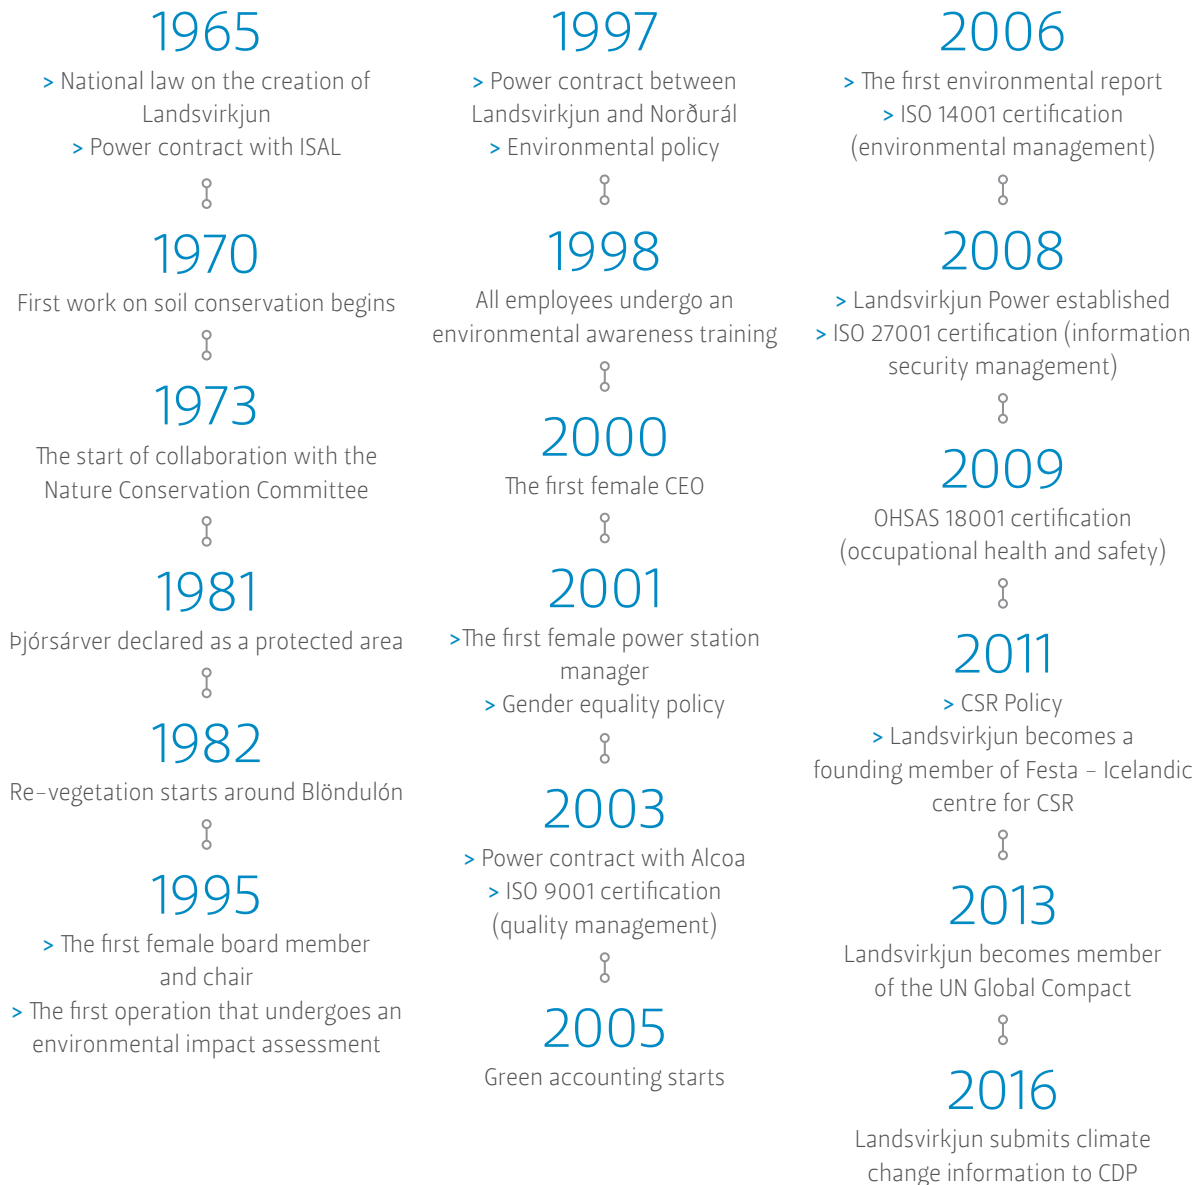 1965
> National law on the creation of
Landsvirkjun
> Power contract with ISAL
1970
First work on soil conservation begins
1973
The start of collaboration with the
Nature Conservation Committee
1981
Þjórsárver declared as a protected area
1982
Re-vegetation starts around Blöndulón
1995
> The first female board member
and chair
> The first operation that undergoes an
environmental impact assessment
1997
> Power contract between
Landsvirkjun and Norðurál
> Environmental policy
1998
All employees undergo an
environmental awareness training
2000
The first female CEO
2001
>The first female power station
manager
> Gender equality policy
2003
> Power contract with Alcoa
> ISO 9001 certification
(quality management)
2005
Green accounting starts
2006
> The first environmental report
> ISO 14001 certification
(environmental management)
2008
> Landsvirkjun Power established
> ISO 27001 certification (information
security management)
2009
OHSAS 18001 certification
(occupational health and safety)
2011
> CSR Policy
> Landsvirkjun becomes a
founding member of Festa – Icelandic
centre for CSR
2013
Landsvirkjun becomes member
of the UN Global Compact
2016
Landsvirkjun submits climate
change information to CDP